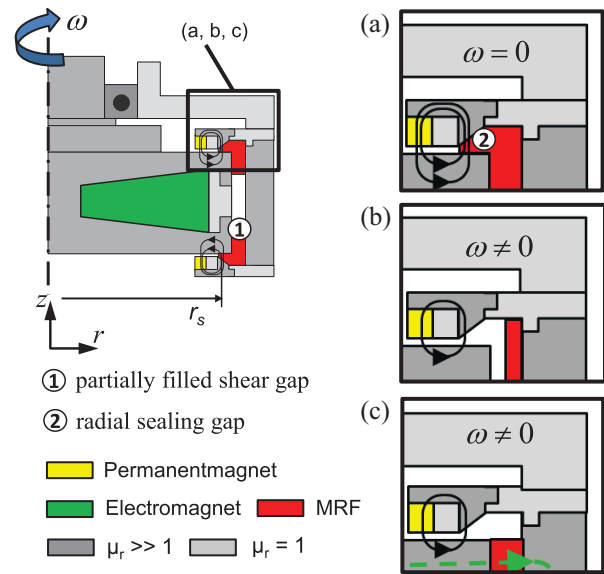 ω
(a, b, c)
1
z
r
r_s
① partially filled shear gap
② radial sealing gap
Permanentmagnet
Electromagnet
MRF
μ_r >> 1
μ_r = 1
(a)
ω = 0
2
(b)
ω ≠ 0
(c)
ω ≠ 0